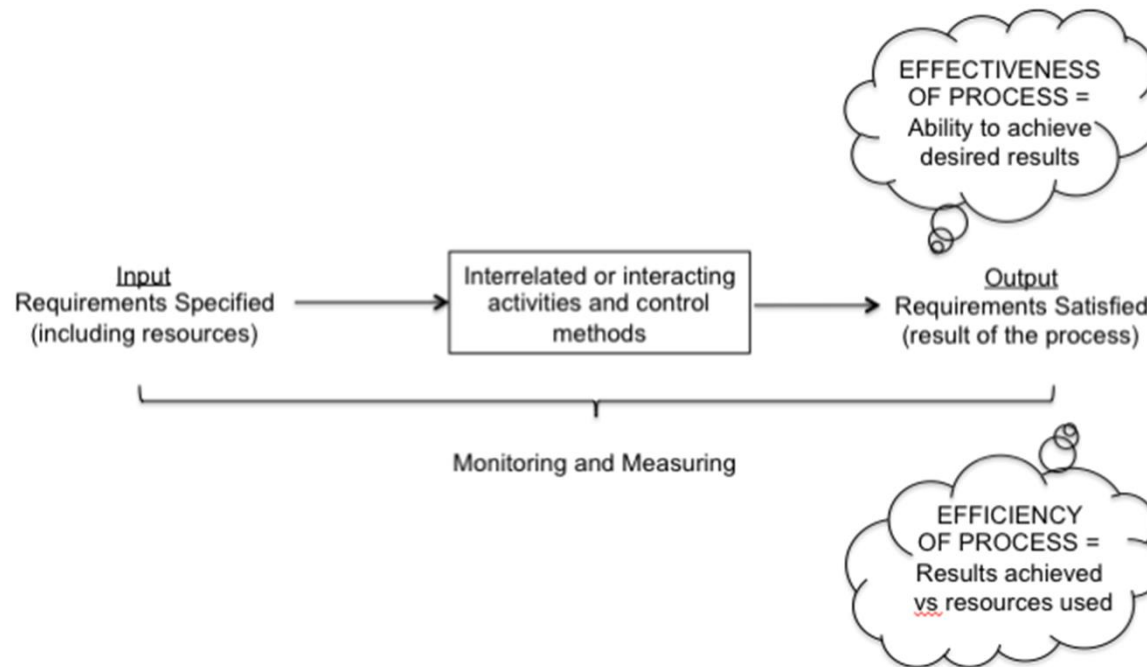 EFFECTIVENESS
OF PROCESS =
Ability to achieve
desired results
Input
Requirements Specified
(including resources)
Interrelated or interacting
activities and control
methods
Output
Requirements Satisfied
(result of the process)
Monitoring and Measuring
EFFICIENCY
OF PROCESS =
Results achieved
vs resources used